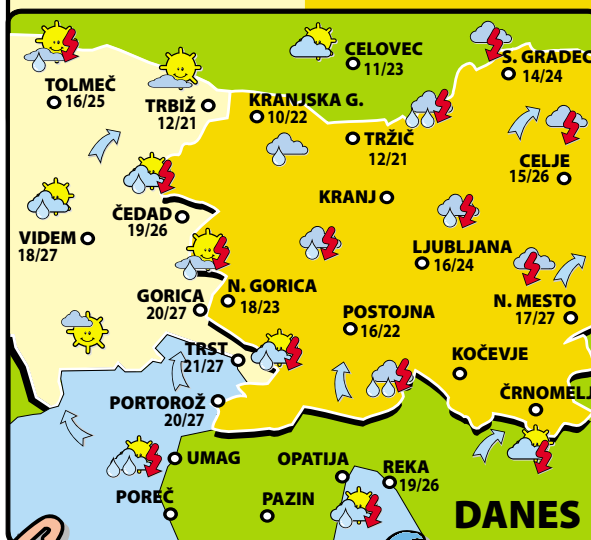 CELOVEC
11/23
S. GRADEC
14/24
TOLMEČ
16/25
TRBIŽ
12/21
KRANJSKA G.
10/22
TRŽIČ
12/21
CELJE
15/26
KRANJ
ČEDAD
19/26
VIDEM
18/27
LJUBLJANA
16/24
N. GORICA
18/23
GORICA
20/27
N. MESTO
17/27
POSTOJNA
16/22
TRST
21/27
KOČEVJE
PORTOROŽ
20/27
ČRNOMELJ
UMAG
OPATIJA
REKA
19/26
POREČ
PAZIN
DANES